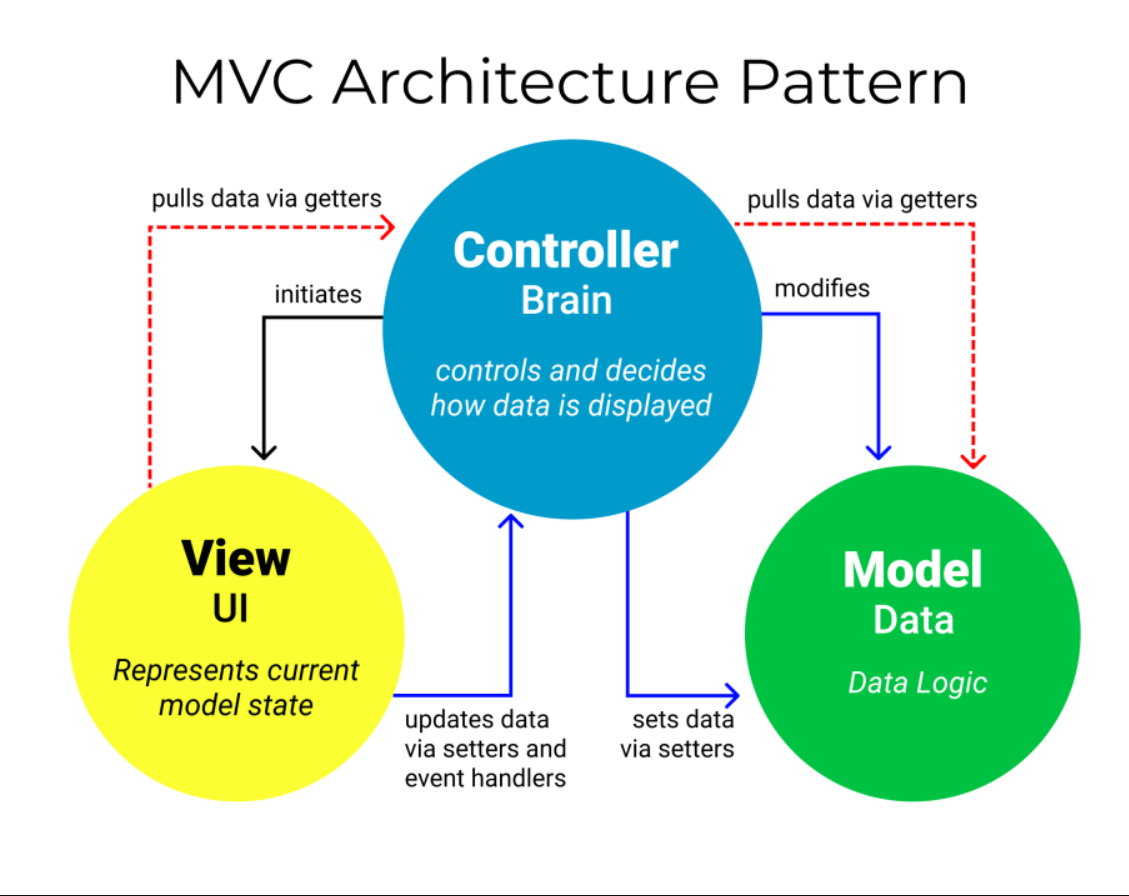 MVC Architecture Pattern
pulls data via getters
pulls data via getters
Controller
Brain
initiates
modifies
controls and decides
how data is displayed
View
UI
Represents current
model state
Model
Data
Data Logic
updates data
via setters and
event handlers
sets data
via setters